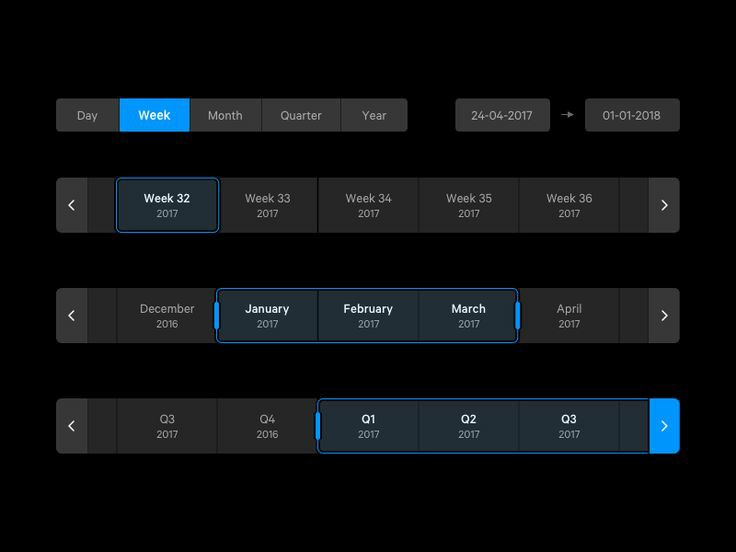 Day Week Month Quarter Year 24-04-2017 01-01-2018
Week 32 Week 33 Week 34 Week 35 Week 36
2017 2017 2017 2017 2017
December January February March April
2016 2017 2017 2017 2017
Q3 Q4 Q1 Q2 Q3
2017 2016 2017 2017 2017